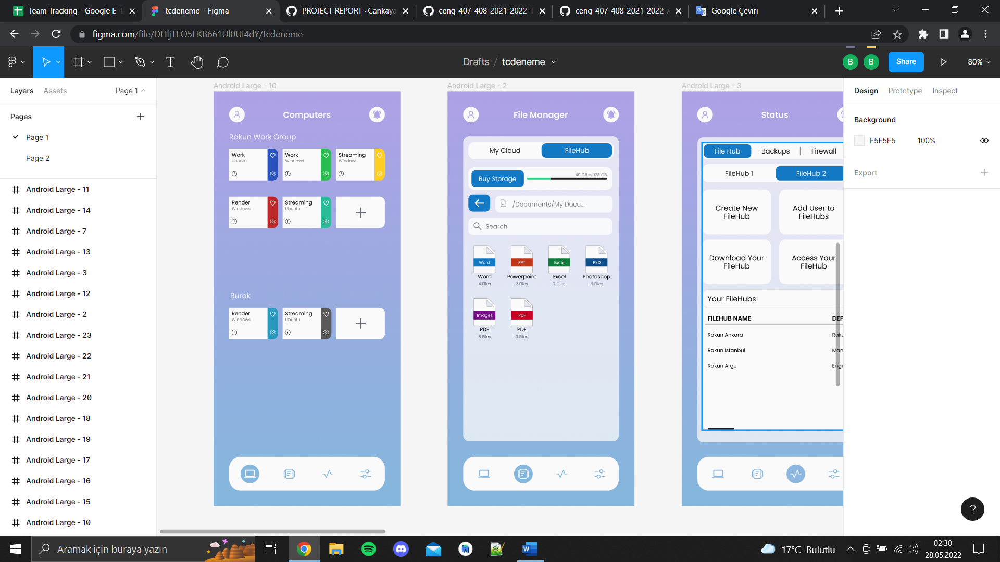 Team Tracking - Google E-T
tcdeneme – Figma
PROJECT REPORT · Cankaya
ceng-407-408-2021-2022-T
ceng-407-408-2021-2022-A
Google Çeviri
figma.com/file/DHljTFO5EKB661Ul0Ui4dY/tcdeneme
Drafts / tcdeneme
B
B
Share
80%
Layers
Assets
Page 1
Pages
Page 1
Page 2
Android Large - 11
Android Large - 14
Android Large - 7
Android Large - 13
Android Large - 3
Android Large - 12
Android Large - 2
Android Large - 23
Android Large - 22
Android Large - 21
Android Large - 20
Android Large - 18
Android Large - 19
Android Large - 17
Android Large - 16
Android Large - 15
Android Large - 10
Android Large - 10
Computers
Rakun Work Group
Work
Ubuntu
Work
Windows
Streaming
Windows
Render
Windows
Streaming
Ubuntu
Burak
Render
Windows
Streaming
Ubuntu
Android Large - 2
File Manager
My Cloud
FileHub
Buy Storage
40 GB of 128 GB
/Documents/My Docu...
Search
Word
Word
4 Files
PPT
Powerpoint
2 Files
Excel
Excel
7 Files
PSD
Photoshop
6 Files
Images
PDF
6 Files
PDF
PDF
3 Files
Android Large - 3
Status
File Hub
Backups
Firewall
FileHub 1
FileHub 2
Create New
FileHub
Add User to
FileHubs
Download Your
FileHub
Access Your
FileHub
Your FileHubs
FILEHUB NAME
DEP
Rakun Ankara
Raku
Rakun İstanbul
Man
Rakun Arge
Engi
Design
Prototype
Inspect
Background
F5F5F5
100%
Export
?
Aramak için buraya yazın
17°C Bulutlu
02:30
28.05.2022